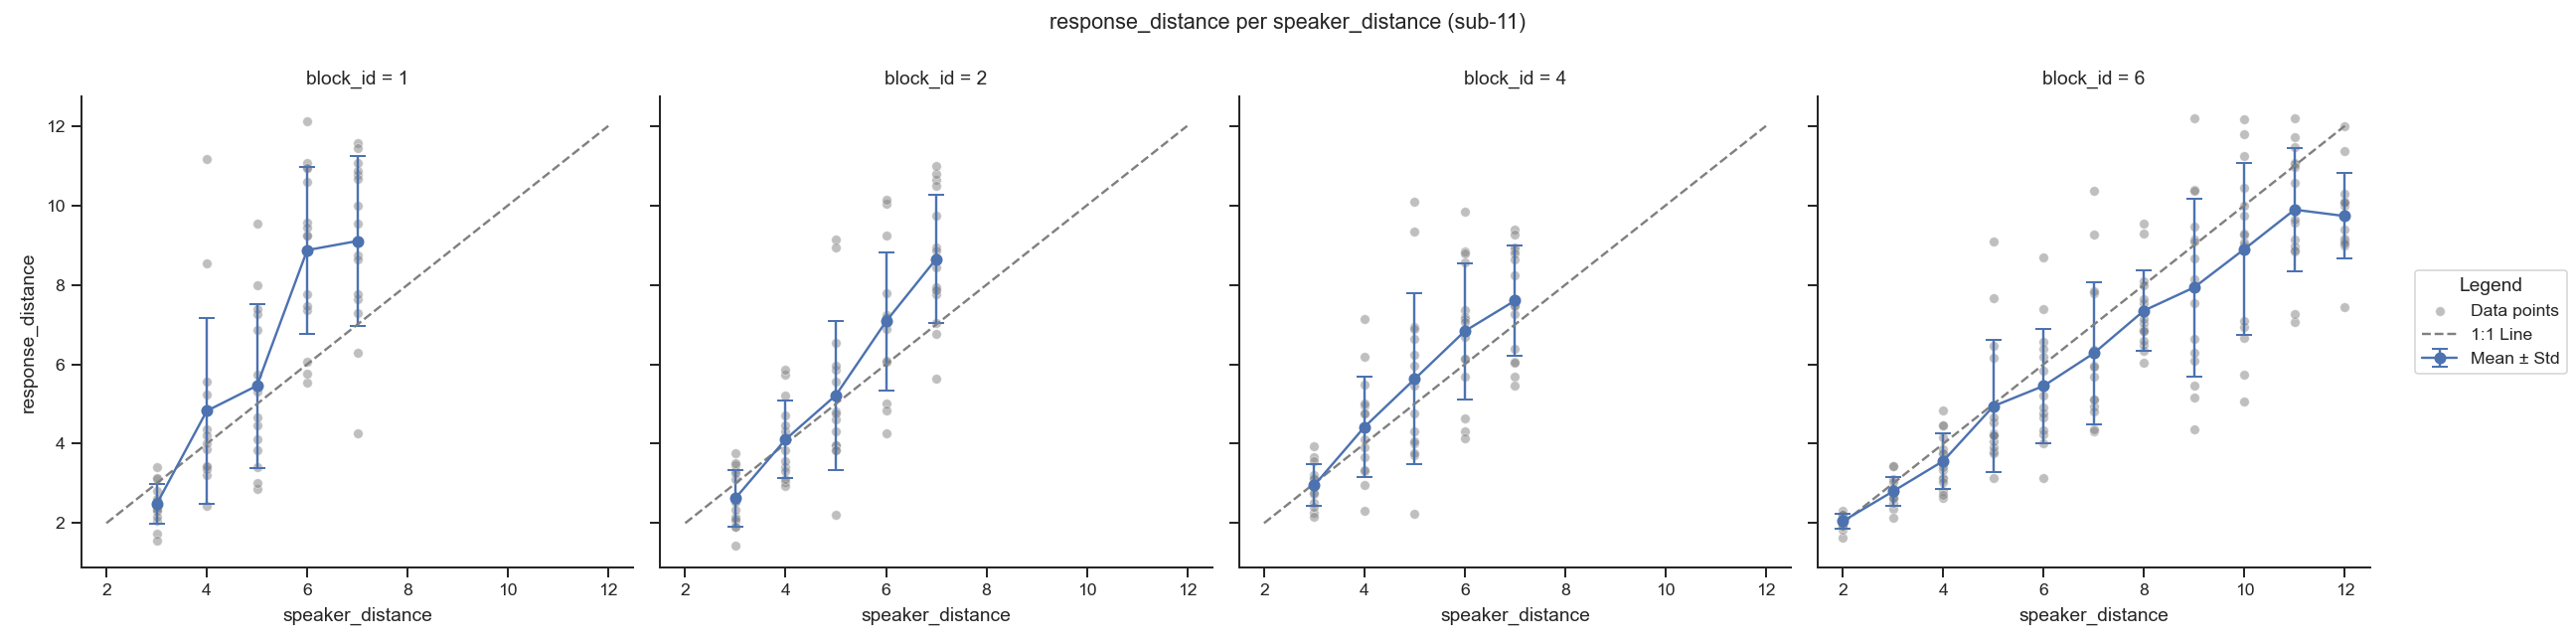 response_distance per speaker_distance (sub-11)
block_id = 1
block_id = 2
block_id = 4
block_id = 6
response_distance
12
10
8
6
4
2
2 4 6 8 10 12
2 4 6 8 10 12
2 4 6 8 10 12
2 4 6 8 10 12
speaker_distance
speaker_distance
speaker_distance
speaker_distance
Legend
Data points
1:1 Line
Mean ± Std